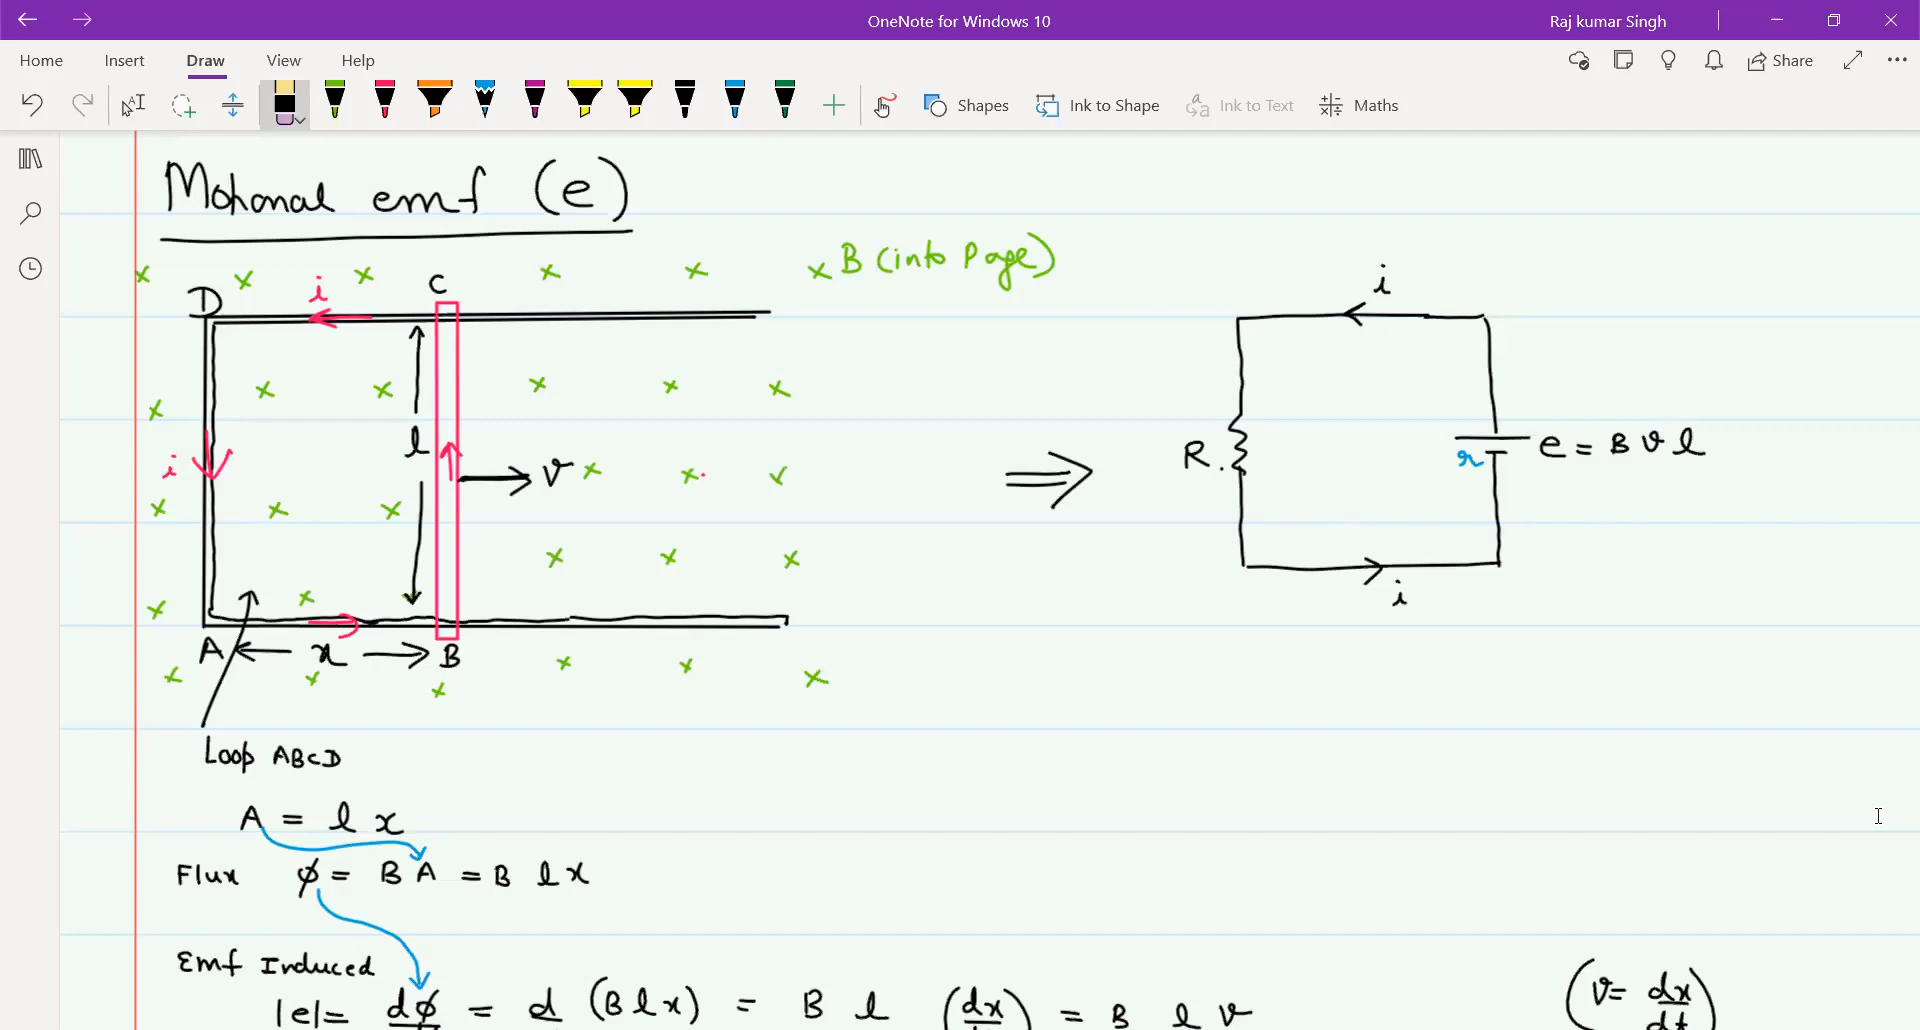 OneNote for Windows 10
Raj kumar Singh
Home Insert Draw View Help Share
Shapes Ink to Shape Ink to Text Maths
Motional emf (e)
B (into Page)
D i C
l
i v
A x B
i
R e = B v l
r
i
Loop ABCD
A = l x
Flux φ = B A = B l x
Emf Induced
|e| = dφ = d (B l x) = B l (dx) = B l v
(v = dx
dt)